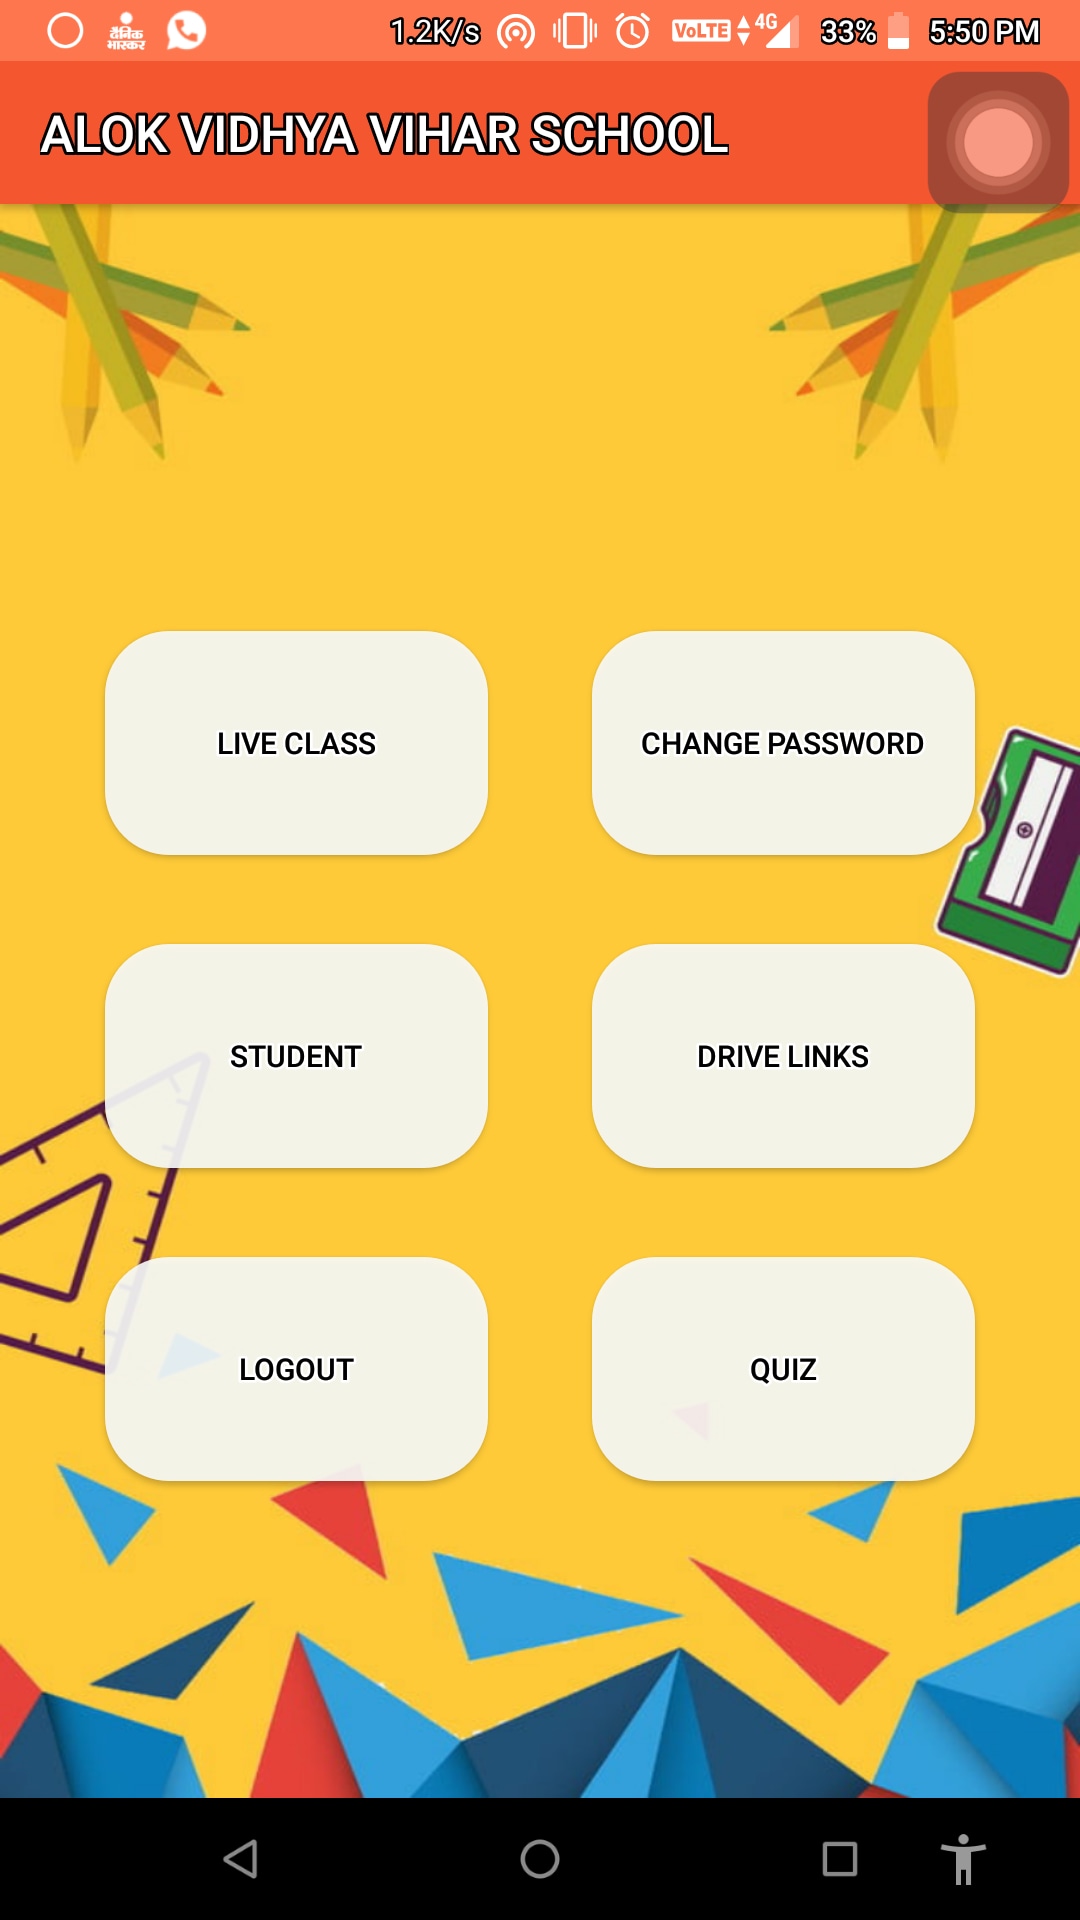 दैनिक
भास्कर
1.2K/s VoLTE 4G 33% 5:50 PM
ALOK VIDHYA VIHAR SCHOOL
LIVE CLASS CHANGE PASSWORD
STUDENT DRIVE LINKS
LOGOUT QUIZ